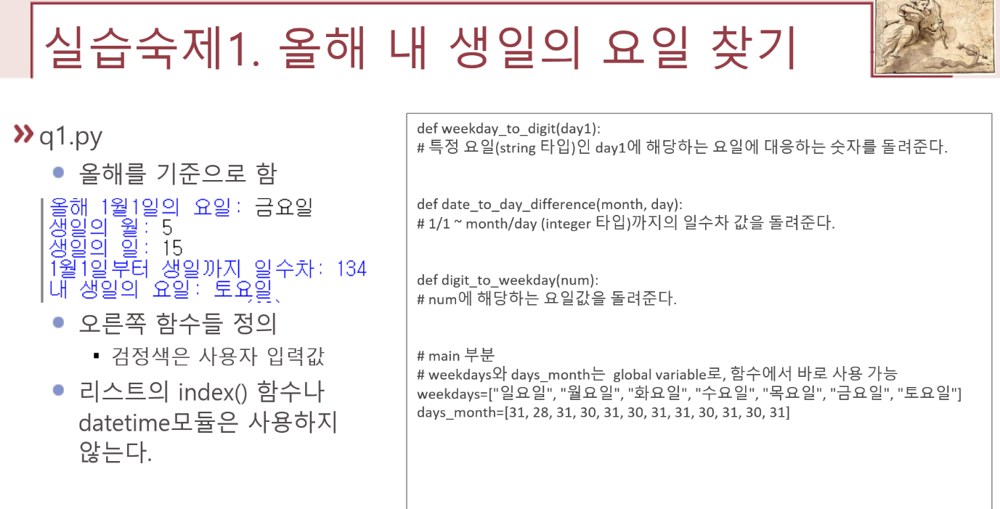 실습숙제1. 올해 내 생일의 요일 찾기
q1.py
올해를 기준으로 함
올해 1월1일의 요일: 금요일
생일의 월: 5
생일의 일: 15
1월1일부터 생일까지 일수차: 134
내 생일의 요일: 토요일
오른쪽 함수들 정의
검정색은 사용자 입력값
리스트의 index() 함수나
datetime모듈은 사용하지
않는다.
def weekday_to_digit(day1):
# 특정 요일(string 타입)인 day1에 해당하는 요일에 대응하는 숫자를 돌려준다.
def date_to_day_difference(month, day):
# 1/1 ~ month/day (integer 타입)까지의 일수차 값을 돌려준다.
def digit_to_weekday(num):
# num에 해당하는 요일값을 돌려준다.
# main 부분
# weekdays와 days_month는 global variable로, 함수에서 바로 사용 가능
weekdays=["일요일", "월요일", "화요일", "수요일", "목요일", "금요일", "토요일"]
days_month=[31, 28, 31, 30, 31, 30, 31, 31, 30, 31, 30, 31]